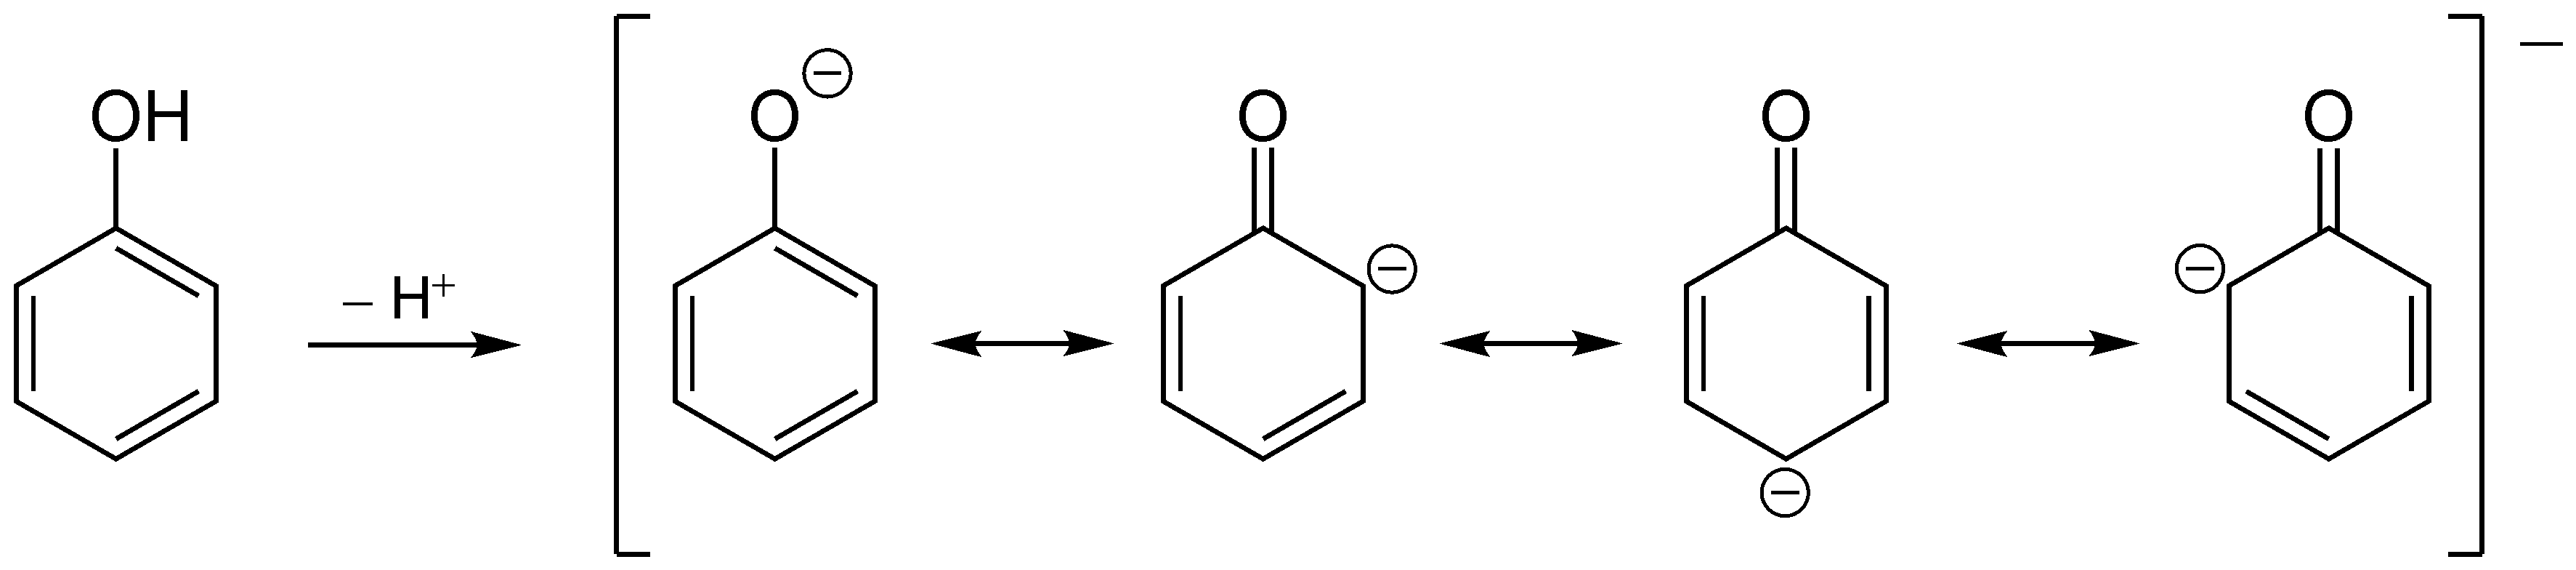 OH
– H⁺
O⊖
O
⊖
O
⊖
O
⊖
–